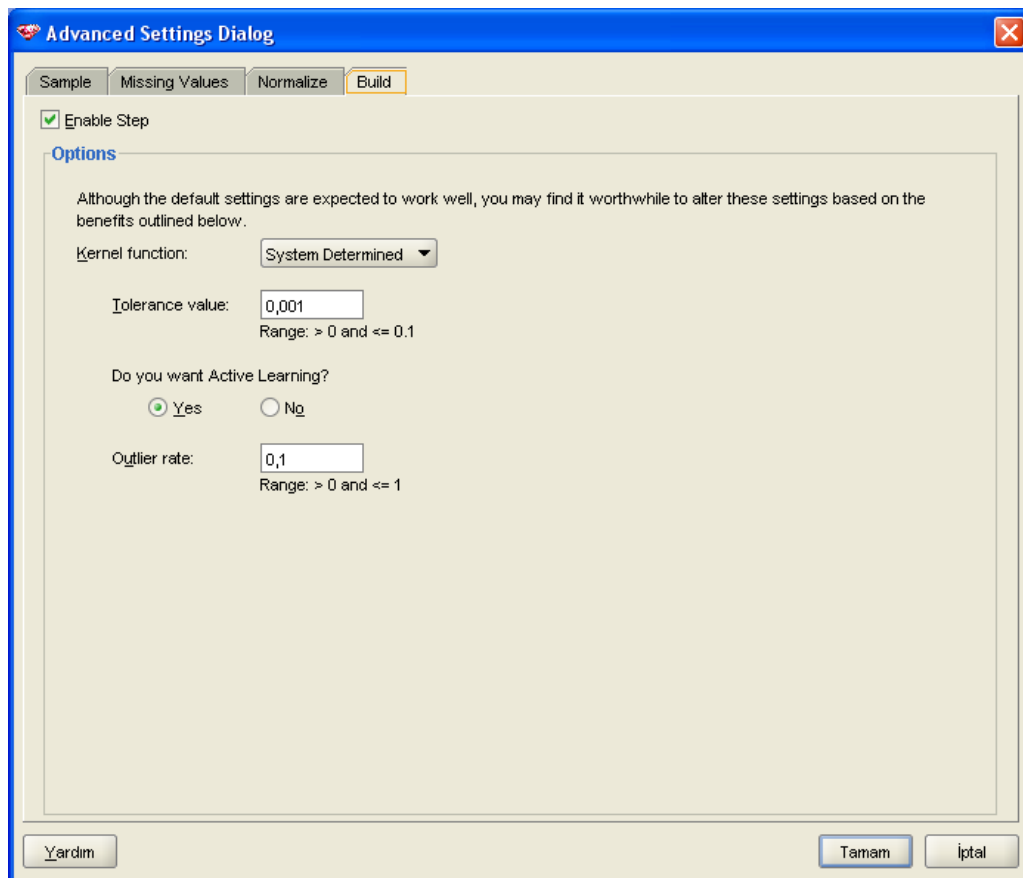 Advanced Settings Dialog
Sample Missing Values Normalize Build
Enable Step
Options
Although the default settings are expected to work well, you may find it worthwhile to alter these settings based on the
benefits outlined below.
Kernel function: System Determined
Tolerance value: 0,001
Range: > 0 and <= 0.1
Do you want Active Learning?
Yes No
Outlier rate: 0,1
Range: > 0 and <= 1
Yardım Tamam İptal